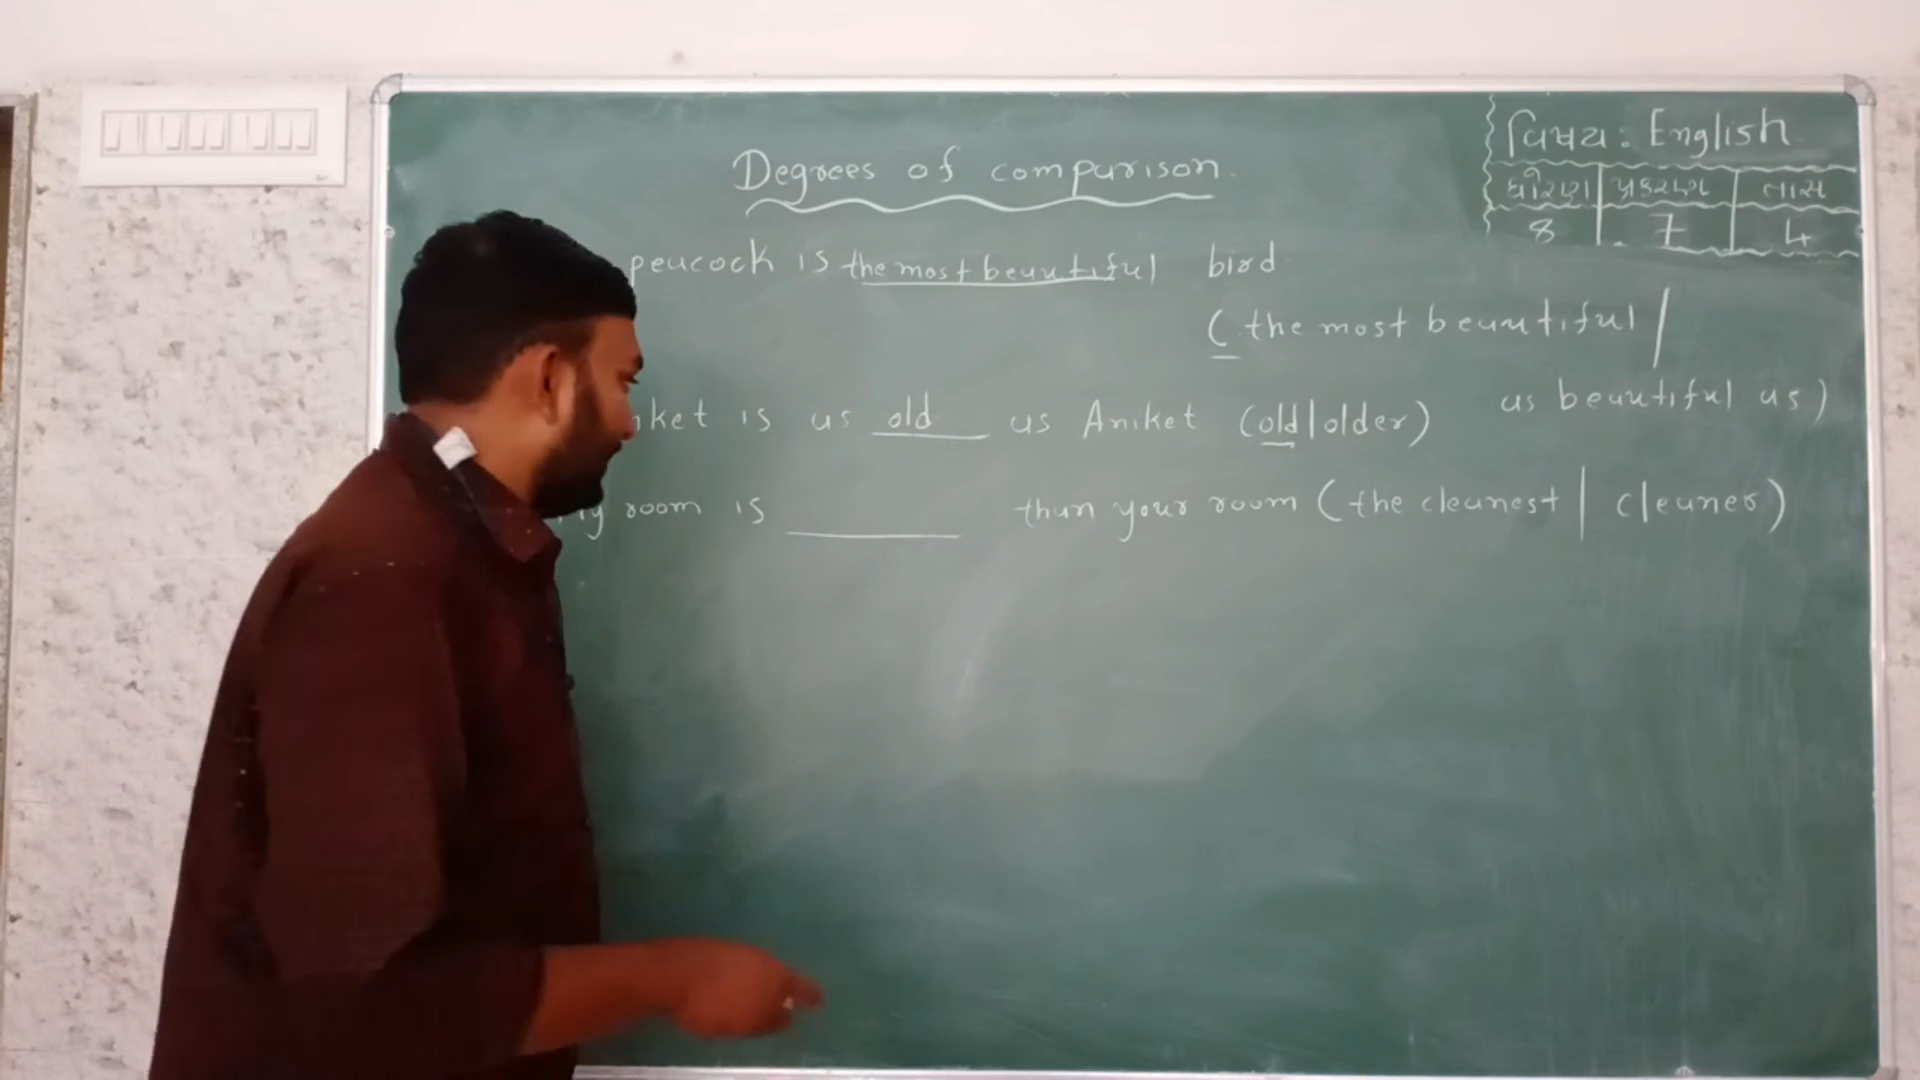 વિષય: English
ધોરણ પ્રકરણ તાસ
8 7 4
Degrees of comparison.
peacock is the most beautiful bird
(the most beautiful /
as beautiful as)
ket is as old as Aniket (old/older)
My room is ______ than your room (the cleanest / cleaner)